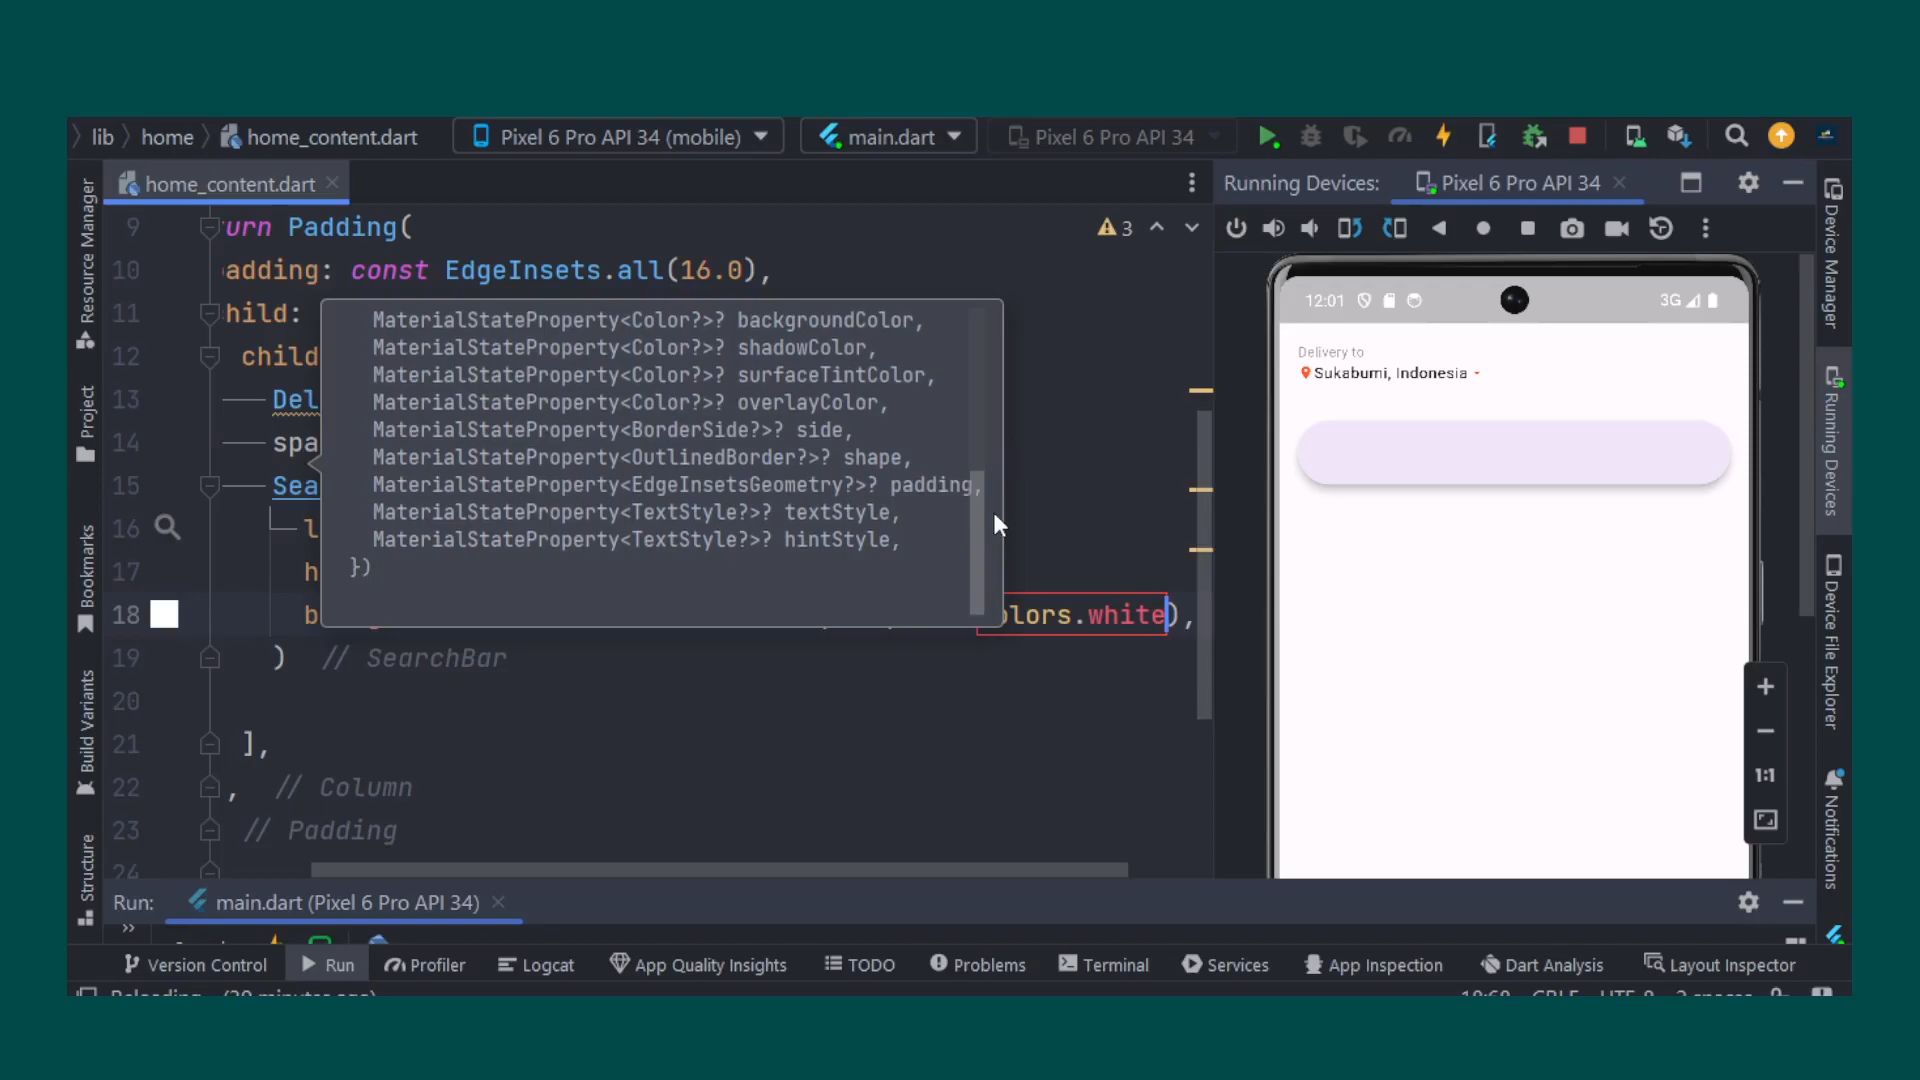 lib home home_content.dart Pixel 6 Pro API 34 (mobile) main.dart Pixel 6 Pro API 34
home_content.dart
Running Devices: Pixel 6 Pro API 34
9 urn Padding( 3
10 adding: const EdgeInsets.all(16.0),
11 hild:
12 child
13 Del
14 spa
15 Sea
16 l
17 h
18 b olors.white),
19 ) // SearchBar
20
21 ],
22 , // Column
23 // Padding
24
MaterialStateProperty<Color?>? backgroundColor,
MaterialStateProperty<Color?>? shadowColor,
MaterialStateProperty<Color?>? surfaceTintColor,
MaterialStateProperty<Color?>? overlayColor,
MaterialStateProperty<BorderSide?>? side,
MaterialStateProperty<OutlinedBorder?>? shape,
MaterialStateProperty<EdgeInsetsGeometry?>? padding,
MaterialStateProperty<TextStyle?>? textStyle,
MaterialStateProperty<TextStyle?>? hintStyle,
})
12:01 3G
Delivery to
Sukabumi, Indonesia
1:1
Resource Manager
Project
Bookmarks
Build Variants
Structure
Device Manager
Running Devices
Device File Explorer
Notifications
Run: main.dart (Pixel 6 Pro API 34)
Version Control Run Profiler Logcat App Quality Insights TODO Problems Terminal Services App Inspection Dart Analysis Layout Inspector